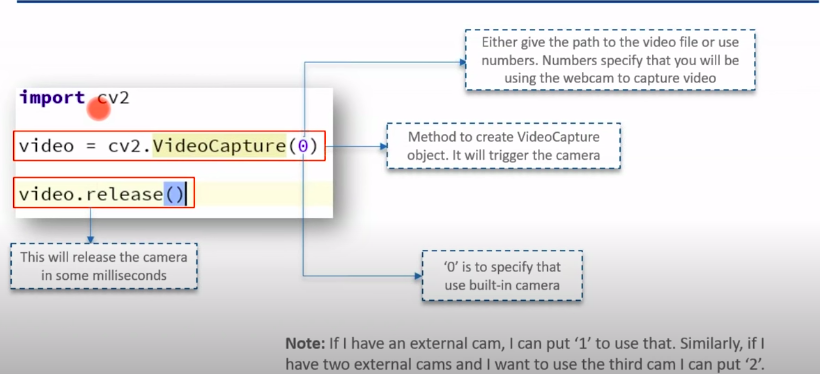 Either give the path to the video file or use
numbers. Numbers specify that you will be
using the webcam to capture video
import cv2
video = cv2.VideoCapture(0)
Method to create VideoCapture
object. It will trigger the camera
video.release()
This will release the camera
in some milliseconds
'0' is to specify that
use built-in camera
Note: If I have an external cam, I can put '1' to use that. Similarly, if I
have two external cams and I want to use the third cam I can put '2'.